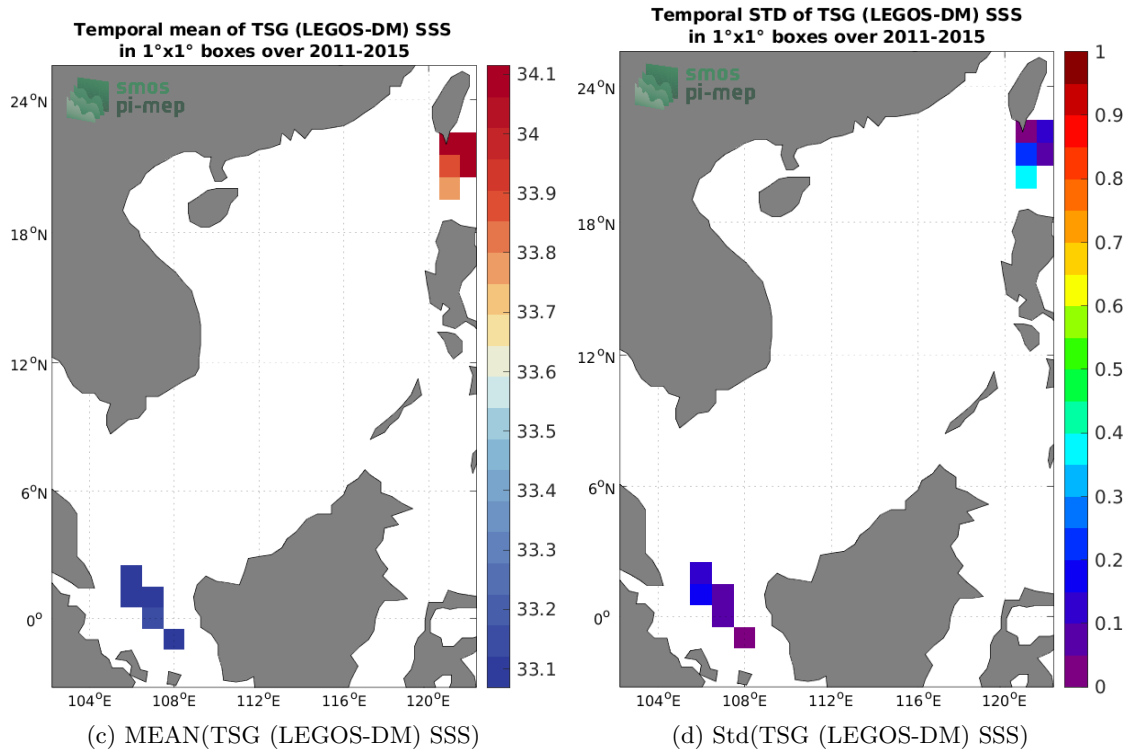 Temporal mean of TSG (LEGOS-DM) SSS
in 1°x1° boxes over 2011-2015
smos
pi-mep
24°N
18°N
12°N
6°N
0°
104°E
108°E
112°E
116°E
120°E
34.1
34
33.9
33.8
33.7
33.6
33.5
33.4
33.3
33.2
33.1
(c) MEAN(TSG (LEGOS-DM) SSS)
Temporal STD of TSG (LEGOS-DM) SSS
in 1°x1° boxes over 2011-2015
smos
pi-mep
24°N
18°N
12°N
6°N
0°
104°E
108°E
112°E
116°E
120°E
1
0.9
0.8
0.7
0.6
0.5
0.4
0.3
0.2
0.1
0
(d) Std(TSG (LEGOS-DM) SSS)